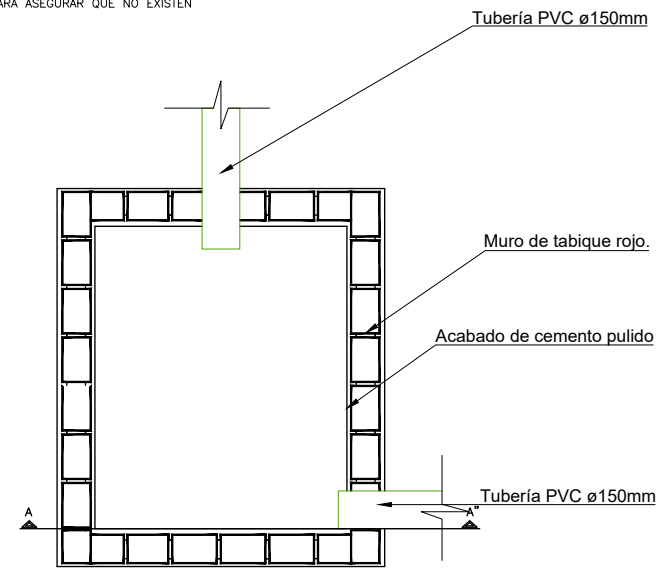 ARA ASEGURAR QUE NO EXISTEN
Tubería PVC ø150mm
Muro de tabique rojo.
Acabado de cemento pulido
Tubería PVC ø150mm
A
A"